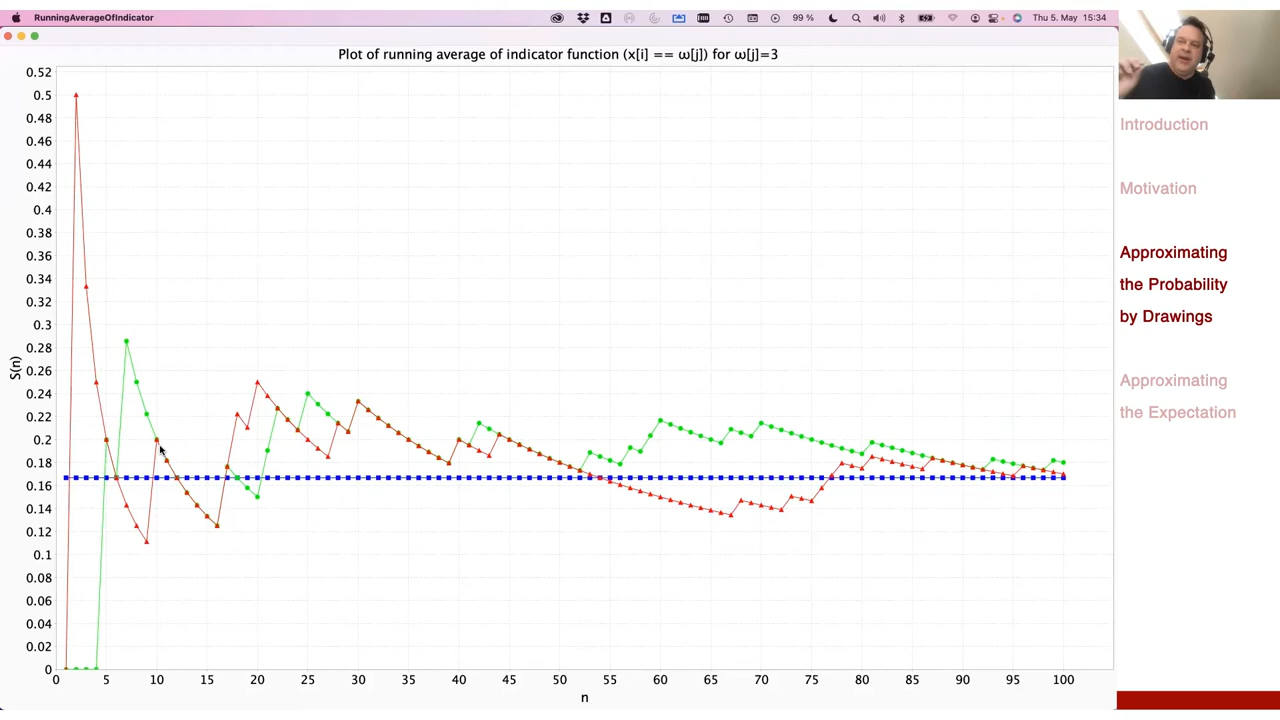 RunningAverageOfIndicator
99 %
Thu 5. May 15:34
Plot of running average of indicator function (x[i] == ω[j]) for ω[j]=3
0.52
0.5
0.48
0.46
0.44
0.42
0.4
0.38
0.36
0.34
0.32
0.3
0.28
0.26
0.24
0.22
0.2
0.18
0.16
0.14
0.12
0.1
0.08
0.06
0.04
0.02
0
S(n)
0 5 10 15 20 25 30 35 40 45 50 55 60 65 70 75 80 85 90 95 100
n
Introduction
Motivation
Approximating
the Probability
by Drawings
Approximating
the Expectation